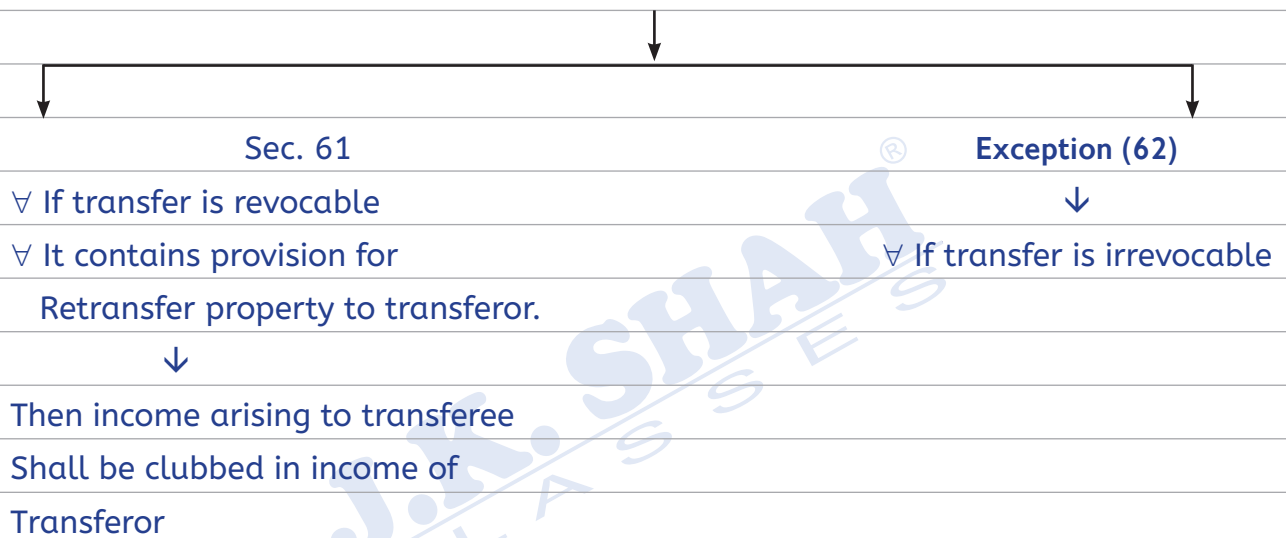 Sec. 61
∀ If transfer is revocable
∀ It contains provision for
Retransfer property to transferor.
↓
Then income arising to transferee
Shall be clubbed in income of
Transferor
Exception (62)
↓
∀ If transfer is irrevocable
J.K. SHAH ®
CLASSES